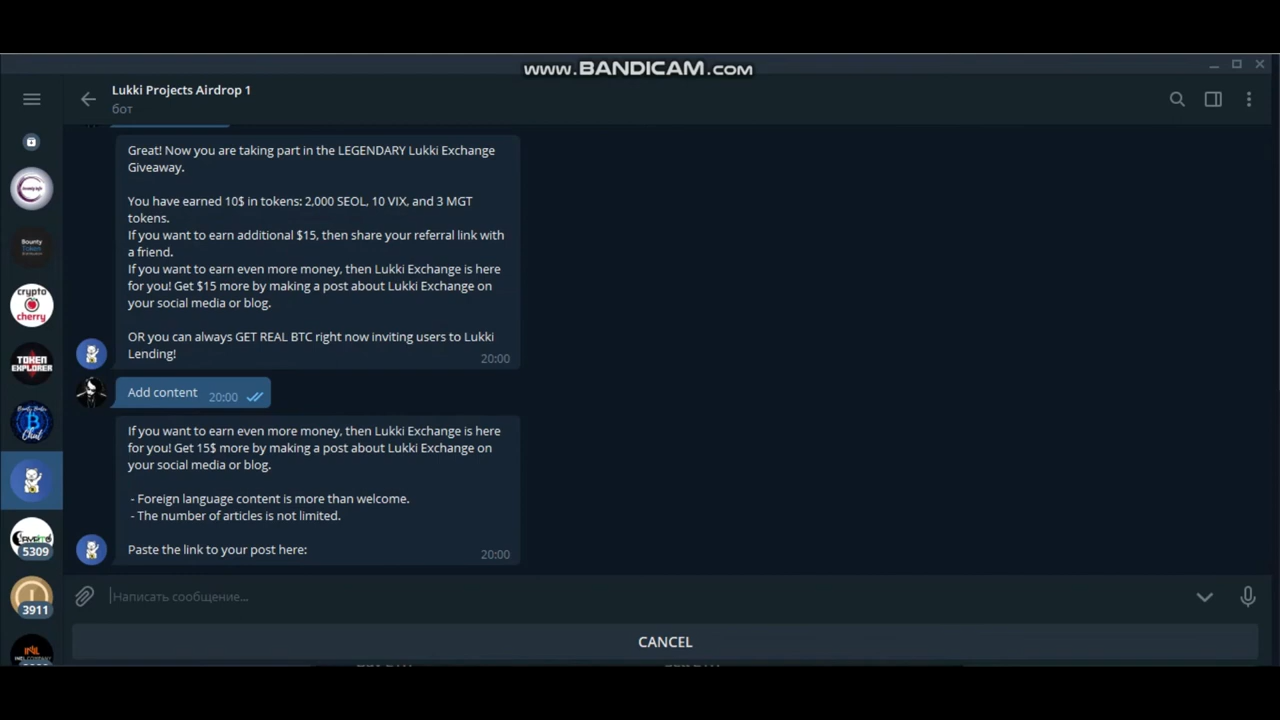 www.BANDICAM.com
Lukki Projects Airdrop 1
бот
Great! Now you are taking part in the LEGENDARY Lukki Exchange
Giveaway.
You have earned 10$ in tokens: 2,000 SEOL, 10 VIX, and 3 MGT
tokens.
If you want to earn additional $15, then share your referral link with
a friend.
If you want to earn even more money, then Lukki Exchange is here
for you! Get $15 more by making a post about Lukki Exchange on
your social media or blog.
OR you can always GET REAL BTC right now inviting users to Lukki
Lending!
20:00
Add content
20:00
If you want to earn even more money, then Lukki Exchange is here
for you! Get 15$ more by making a post about Lukki Exchange on
your social media or blog.
- Foreign language content is more than welcome.
- The number of articles is not limited.
Paste the link to your post here:
20:00
Написать сообщение...
CANCEL
Bounty
Token
crypto
cherry
TOKEN
EXPLORER
5309
3911